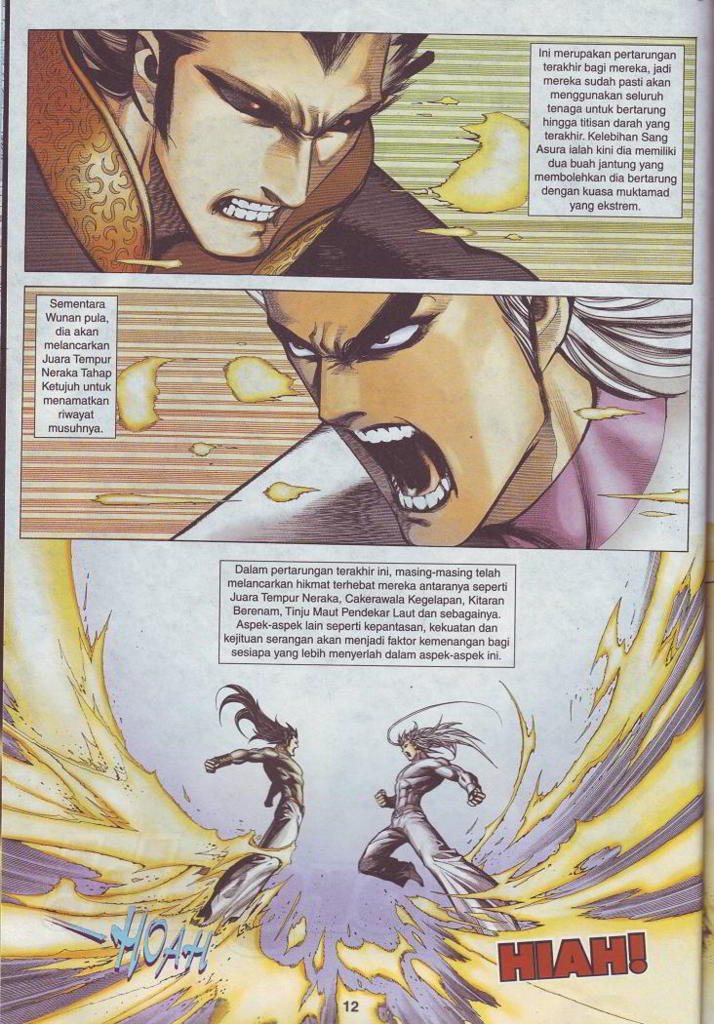 Ini merupakan pertarungan
terakhir bagi mereka, jadi
mereka sudah pasti akan
menggunakan seluruh
tenaga untuk bertarung
hingga titisan darah yang
terakhir. Kelebihan Sang
Asura ialah kini dia memiliki
dua buah jantung yang
membolehkan dia bertarung
dengan kuasa muktamad
yang ekstrem.
Sementara
Wunan pula,
dia akan
melancarkan
Juara Tempur
Neraka Tahap
Ketujuh untuk
menamatkan
riwayat
musuhnya.
Dalam pertarungan terakhir ini, masing-masing telah
melancarkan hikmat terhebat mereka antaranya seperti
Juara Tempur Neraka, Cakerawala Kegelapan, Kitaran
Berenam, Tinju Maut Pendekar Laut dan sebagainya.
Aspek-aspek lain seperti kepantasan, kekuatan dan
kejituan serangan akan menjadi faktor kemenangan bagi
sesiapa yang lebih menyerlah dalam aspek-aspek ini.
HOAH
HIAH!
12